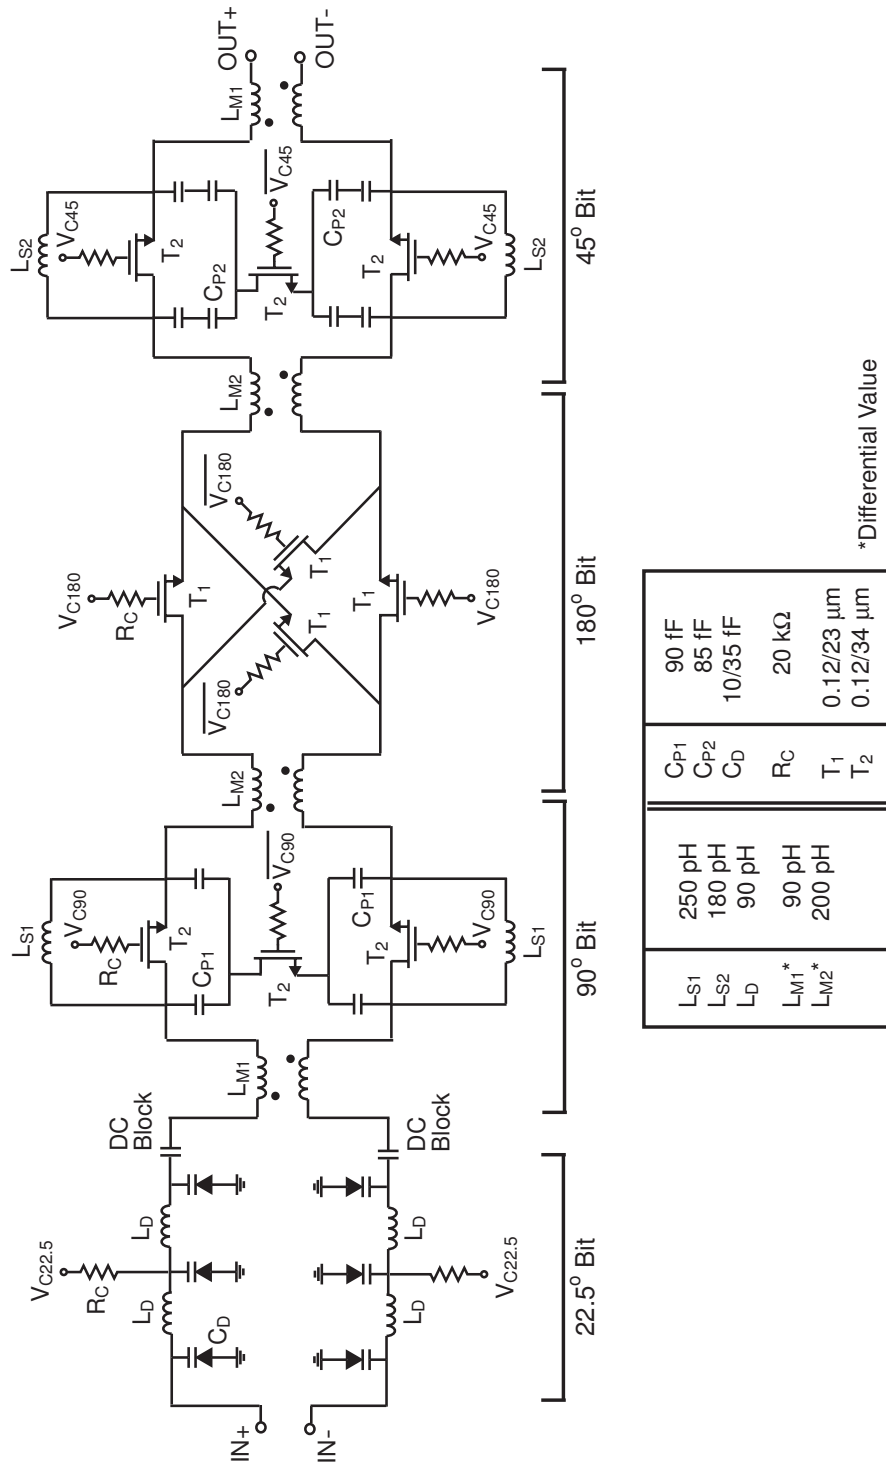 IN+
IN-
V_C22.5
R_C
L_D
L_D
C_D
L_D
L_D
V_C22.5
DC
Block
DC
Block
22.5° Bit
L_M1
L_S1
V_C90
R_C
T_2
C_P1
T_2
V̅_C90
C_P1
T_2
V_C90
L_S1
90° Bit
L_M2
V_C180
R_C
T_1
V̅_C180
V̅_C180
T_1
T_1
T_1
V_C180
180° Bit
L_M2
L_S2
V_C45
T_2
C_P2
T_2
V̅_C45
C_P2
T_2
V_C45
L_S2
45° Bit
L_M1
OUT+
OUT-
L_S1 250 pH C_P1 90 fF
L_S2 180 pH C_P2 85 fF
L_D 90 pH C_D 10/35 fF
L_M1* 90 pH R_C 20 kΩ
L_M2* 200 pH
T_1 0.12/23 μm
T_2 0.12/34 μm
*Differential Value